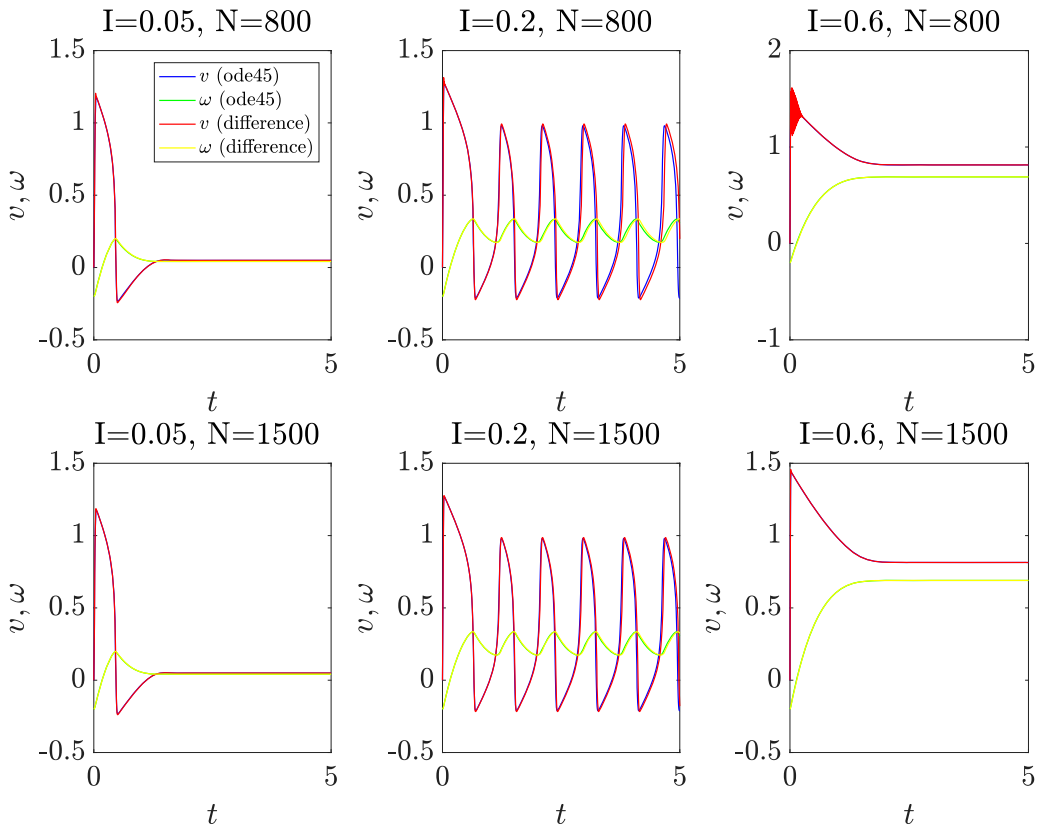 I=0.05, N=800
1.5
1
0.5
0
-0.5
v, ω
0
5
t
v (ode45)
ω (ode45)
v (difference)
ω (difference)
I=0.2, N=800
1.5
1
0.5
0
-0.5
v, ω
0
5
t
I=0.6, N=800
2
1
0
-1
v, ω
0
5
t
I=0.05, N=1500
1.5
1
0.5
0
-0.5
v, ω
0
5
t
I=0.2, N=1500
1.5
1
0.5
0
-0.5
v, ω
0
5
t
I=0.6, N=1500
1.5
1
0.5
0
-0.5
v, ω
0
5
t